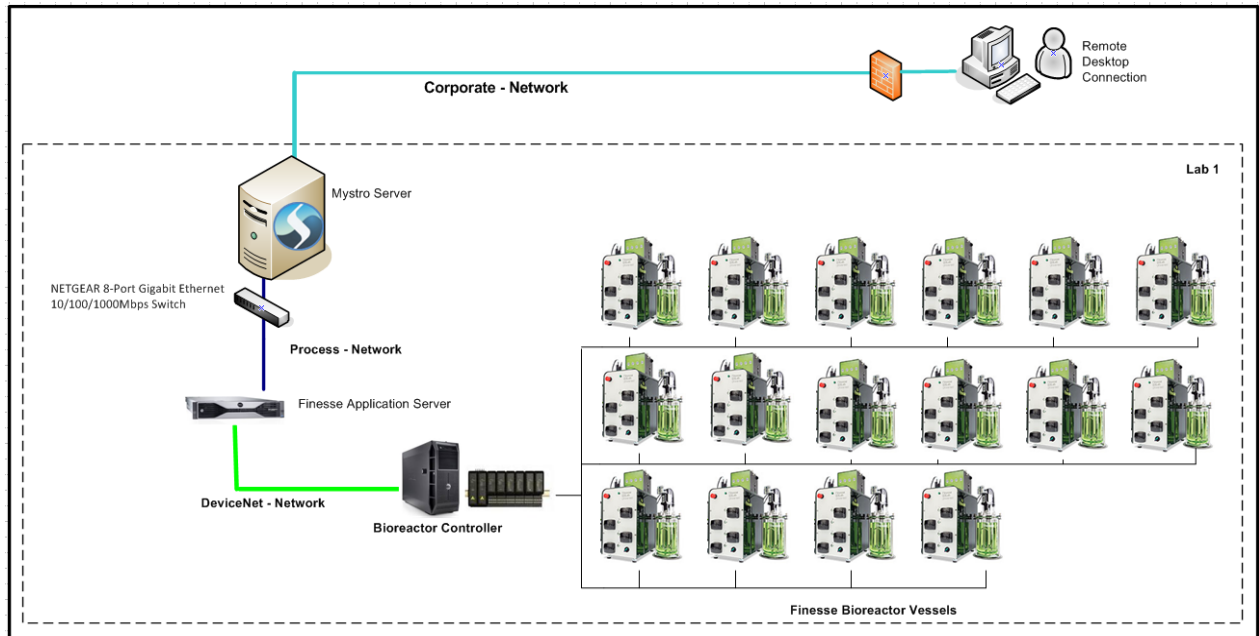 Remote
Desktop
Connection
Corporate - Network
Lab 1
Mystro Server
NETGEAR 8-Port Gigabit Ethernet
10/100/1000Mbps Switch
Process - Network
Finesse Application Server
DeviceNet - Network
Bioreactor Controller
Finesse Bioreactor Vessels